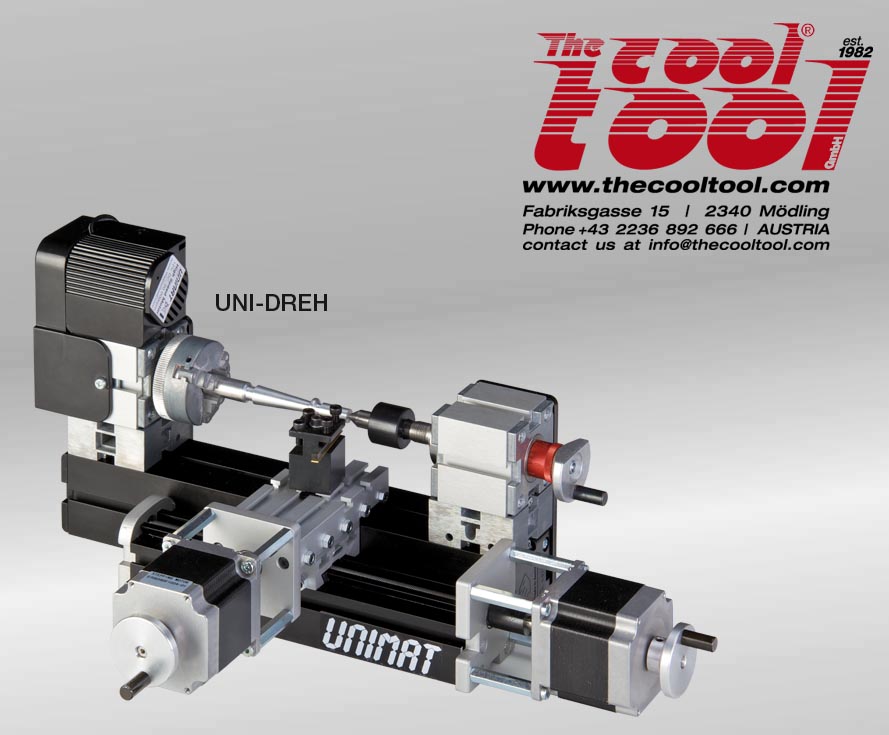 The cool tool® GmbH
est. 1982
www.thecooltool.com
Fabriksgasse 15 | 2340 Mödling
Phone +43 2236 892 666 | AUSTRIA
contact us at info@thecooltool.com
UNI-DREH
UNIMAT